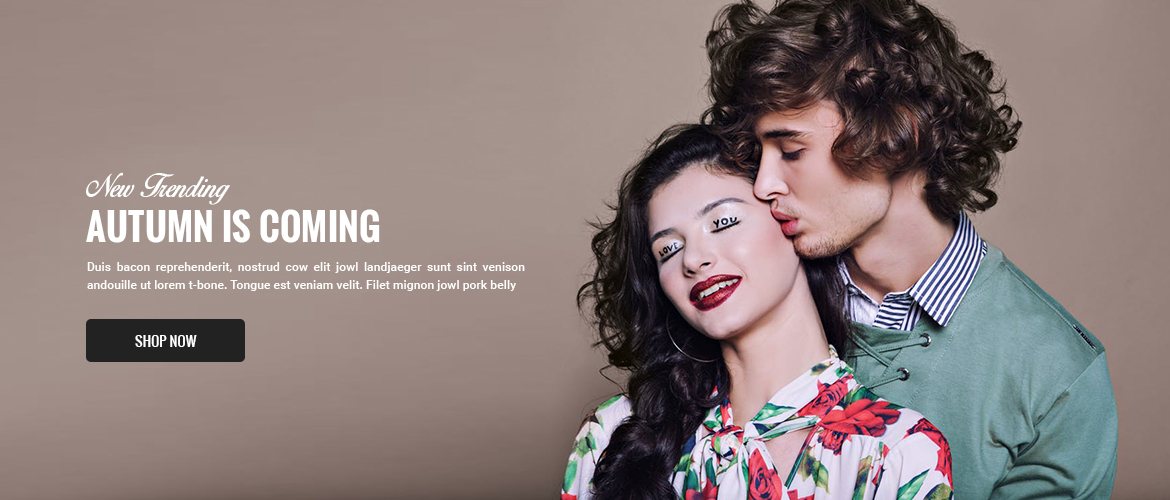 New Trending
AUTUMN IS COMING
Duis bacon reprehenderit, nostrud cow elit jowl landjaeger sunt sint venison
andouille ut lorem t-bone. Tongue est veniam velit. Filet mignon jowl pork belly
SHOP NOW
LOVE YOU